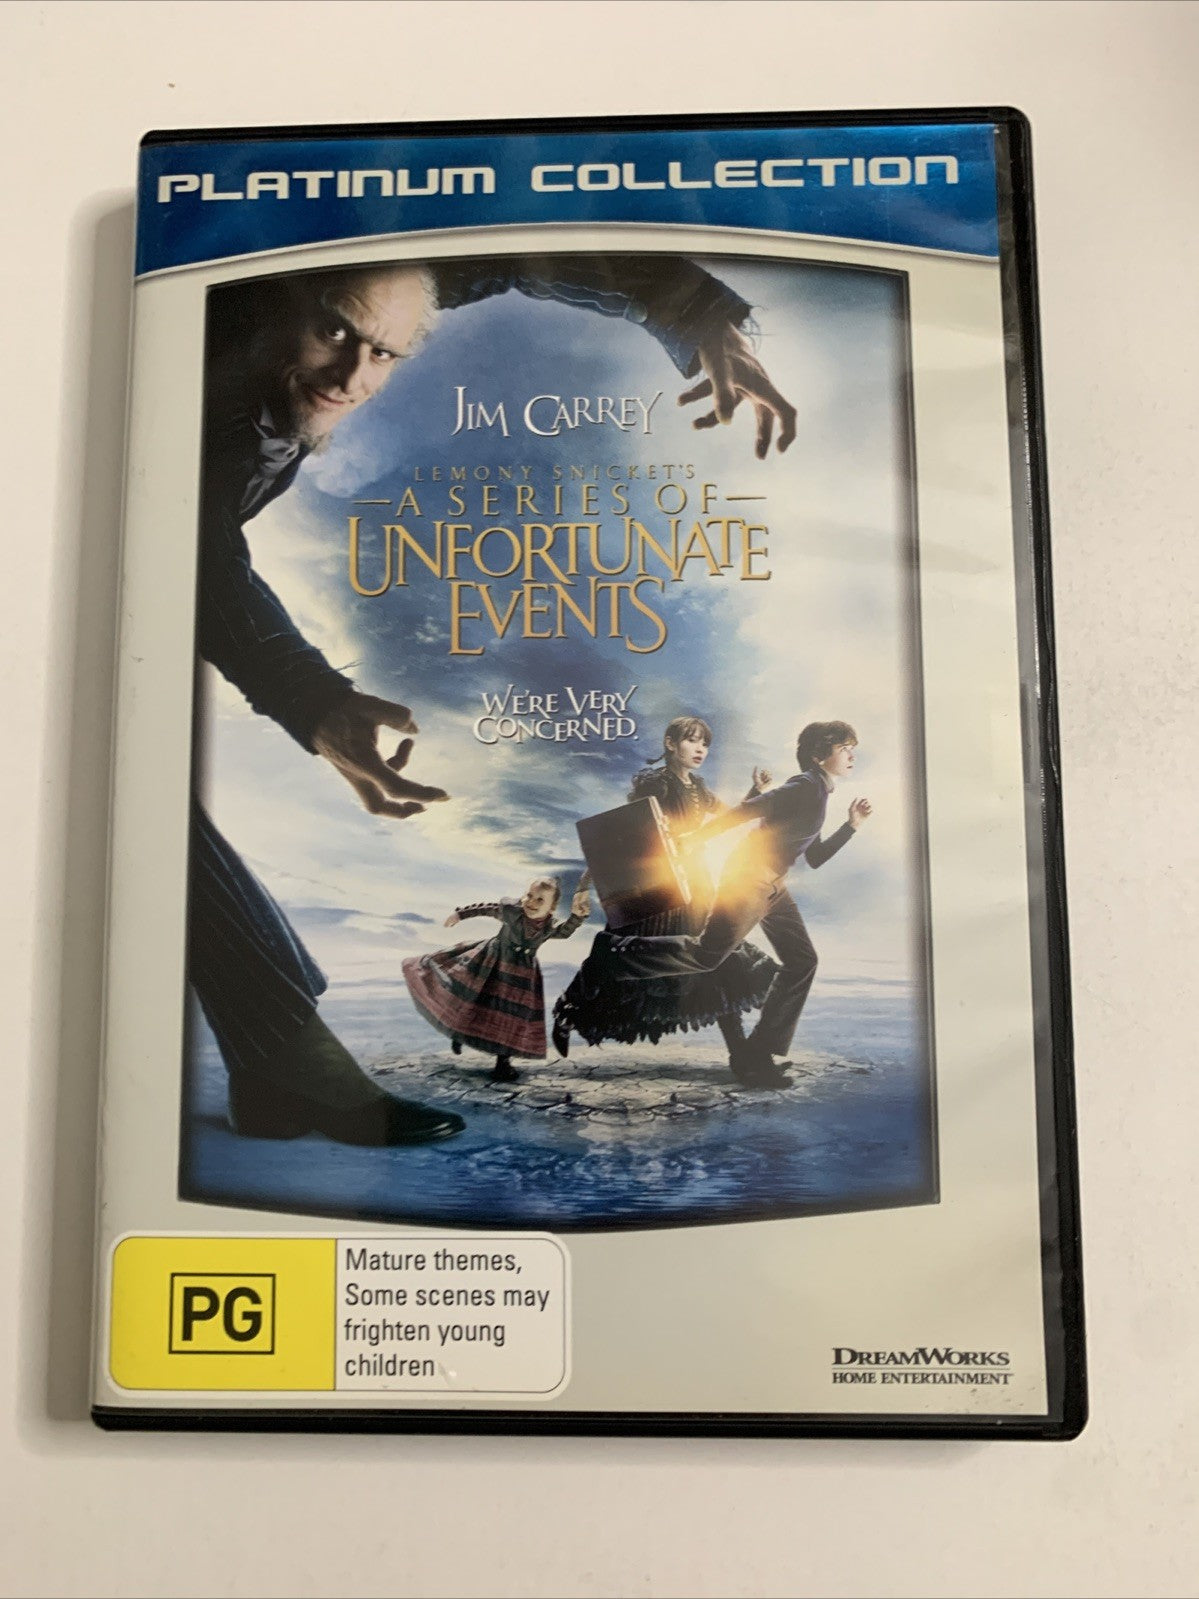 PLATINUM COLLECTION
JIM CARREY
LEMONY SNICKET'S
A SERIES OF
UNFORTUNATE
EVENTS
WE'RE VERY
CONCERNED.
PG
Mature themes,
Some scenes may
frighten young
children
DREAMWORKS
HOME ENTERTAINMENT